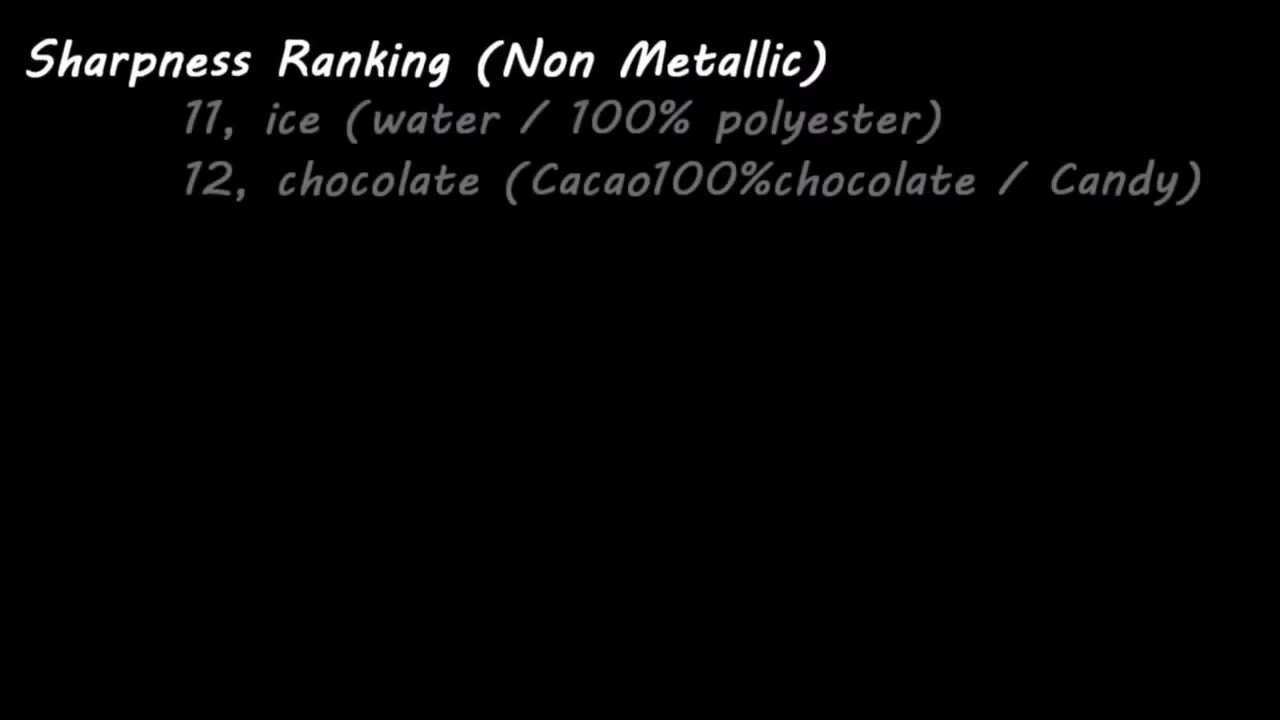 Sharpness Ranking (Non Metallic)
11, ice (water / 100% polyester)
12, chocolate (Cacao100%chocolate / Candy)